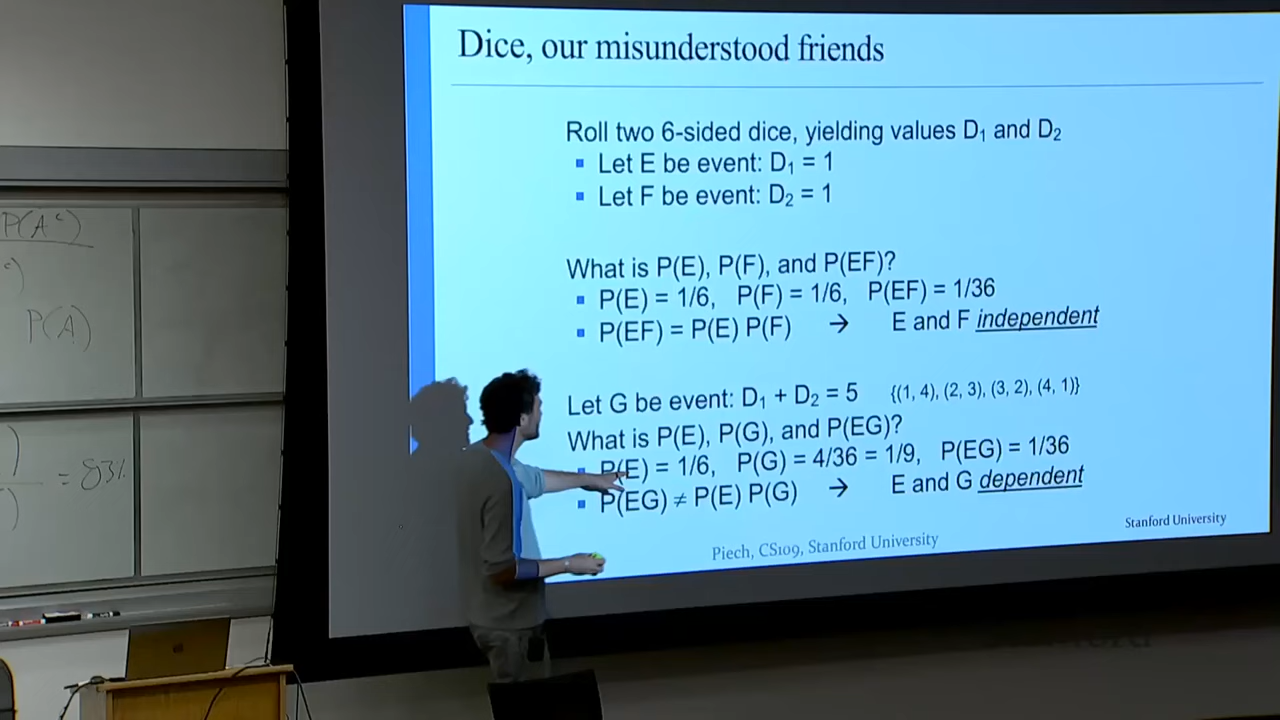 Dice, our misunderstood friends
Roll two 6-sided dice, yielding values D₁ and D₂
▪ Let E be event: D₁ = 1
▪ Let F be event: D₂ = 1
What is P(E), P(F), and P(EF)?
▪ P(E) = 1/6, P(F) = 1/6, P(EF) = 1/36
▪ P(EF) = P(E) P(F) → E and F independent
Let G be event: D₁ + D₂ = 5 {(1, 4), (2, 3), (3, 2), (4, 1)}
What is P(E), P(G), and P(EG)?
▪ P(E) = 1/6, P(G) = 4/36 = 1/9, P(EG) = 1/36
▪ P(EG) ≠ P(E) P(G) → E and G dependent
Piech, CS109, Stanford University
Stanford University
P(Aᶜ)
ᶜ)
P(A)
= 83%